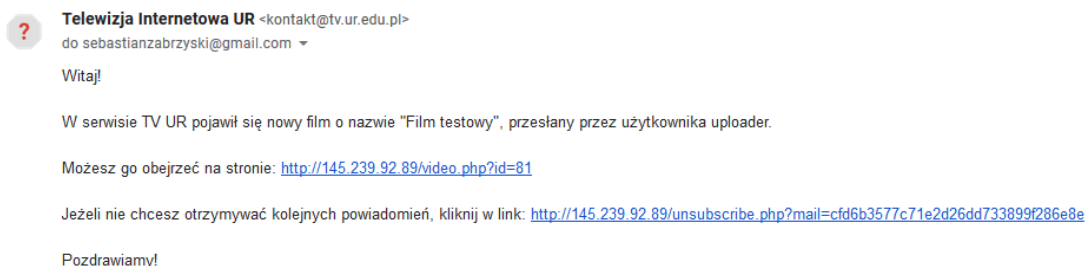 Telewizja Internetowa UR <kontakt@tv.ur.edu.pl>
do sebastianzabrzyski@gmail.com
Witaj!
W serwisie TV UR pojawił się nowy film o nazwie "Film testowy", przesłany przez użytkownika uploader.
Możesz go obejrzeć na stronie: http://145.239.92.89/video.php?id=81
Jeżeli nie chcesz otrzymywać kolejnych powiadomień, kliknij w link: http://145.239.92.89/unsubscribe.php?mail=cfd6b3577c71e2d26dd733899f286e8e
Pozdrawiamy!